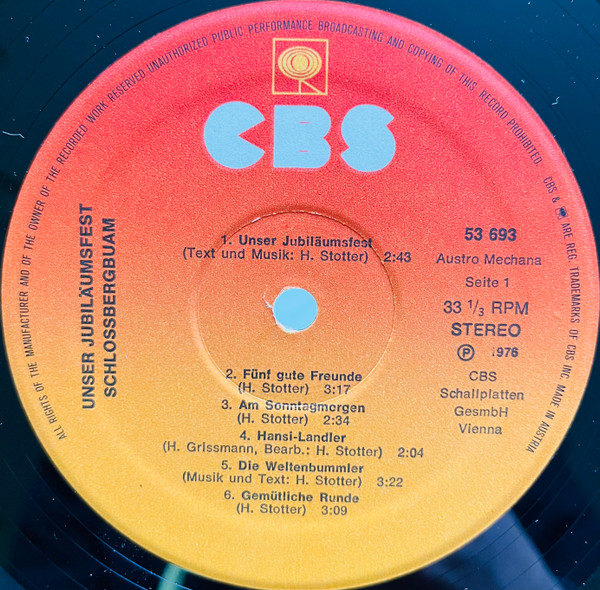 ALL RIGHTS OF THE MANUFACTURER AND OF THE OWNER OF THE RECORDED WORK RESERVED. UNAUTHORIZED PUBLIC PERFORMANCE BROADCASTING AND COPYING OF THIS RECORD PROHIBITED. CBS & ARE REG. TRADEMARKS OF CBS INC. MADE IN AUSTRIA
CBS
UNSER JUBILÄUMSFEST
SCHLOSSBERGBUAM
1. Unser Jubiläumsfest
(Text und Musik: H. Stotter) 2:43
53 693
Austro Mechana
Seite 1
33 1/3 RPM
STEREO
℗ 1976
CBS
Schallplatten
GesmbH
Vienna
2. Fünf gute Freunde
(H. Stotter) 3:17
3. Am Sonntagmorgen
(H. Stotter) 2:34
4. Hansi-Landler
(H. Grissmann, Bearb.: H. Stotter) 2:04
5. Die Weltenbummler
(Musik und Text: H. Stotter) 3:22
6. Gemütliche Runde
(H. Stotter) 3:09